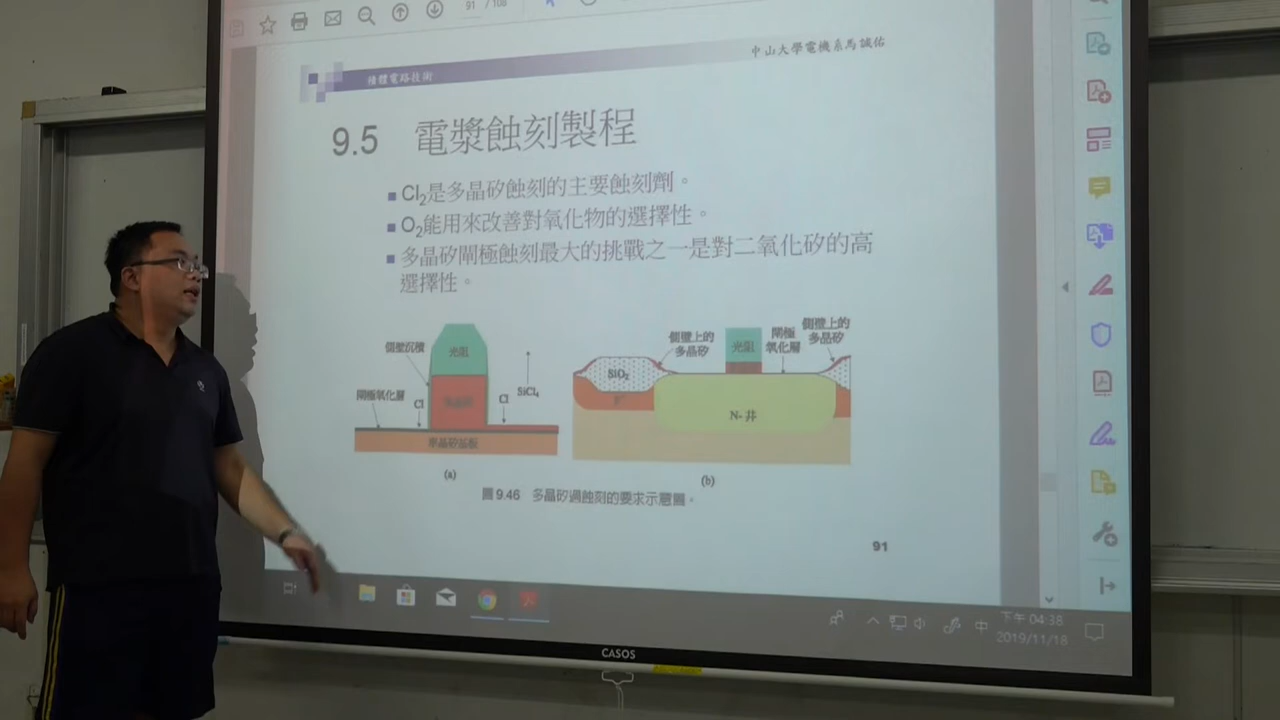 91 / 108
中山大學電機系馬誠佑
積體電路技術
9.5 電漿蝕刻製程
■ Cl₂是多晶矽蝕刻的主要蝕刻劑。
■ O₂能用來改善對氧化物的選擇性。
■ 多晶矽閘極蝕刻最大的挑戰之一是對二氧化矽的高
選擇性。
側壁沉積
光阻
閘極氧化層
Cl
Cl
SiCl₄
單晶矽基板
(a)
側壁上的
多晶矽
光阻
閘極
氧化層
側壁上的
多晶矽
SiO₂
N-井
(b)
圖 9.46 多晶矽過蝕刻的要求示意圖。
91
中
下午 04:38
2019/11/18
CASOS